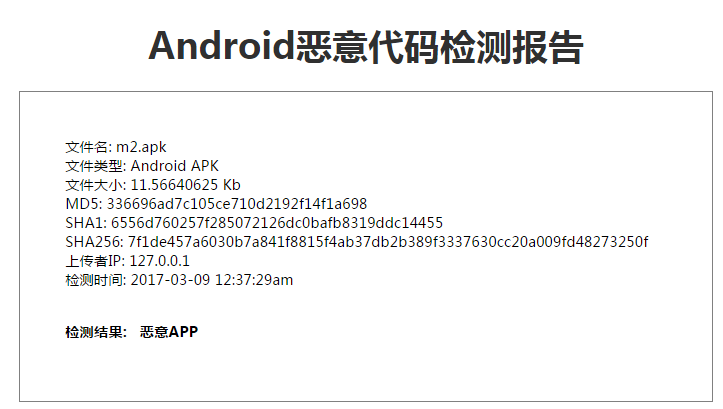 Android恶意代码检测报告
文件名: m2.apk
文件类型: Android APK
文件大小: 11.56640625 Kb
MD5: 336696ad7c105ce710d2192f14f1a698
SHA1: 6556d760257f285072126dc0bafb8319ddc14455
SHA256: 7f1de457a6030b7a841f8815f4ab37db2b389f3337630cc20a009fd48273250f
上传者IP: 127.0.0.1
检测时间: 2017-03-09 12:37:29am
检测结果: 恶意APP